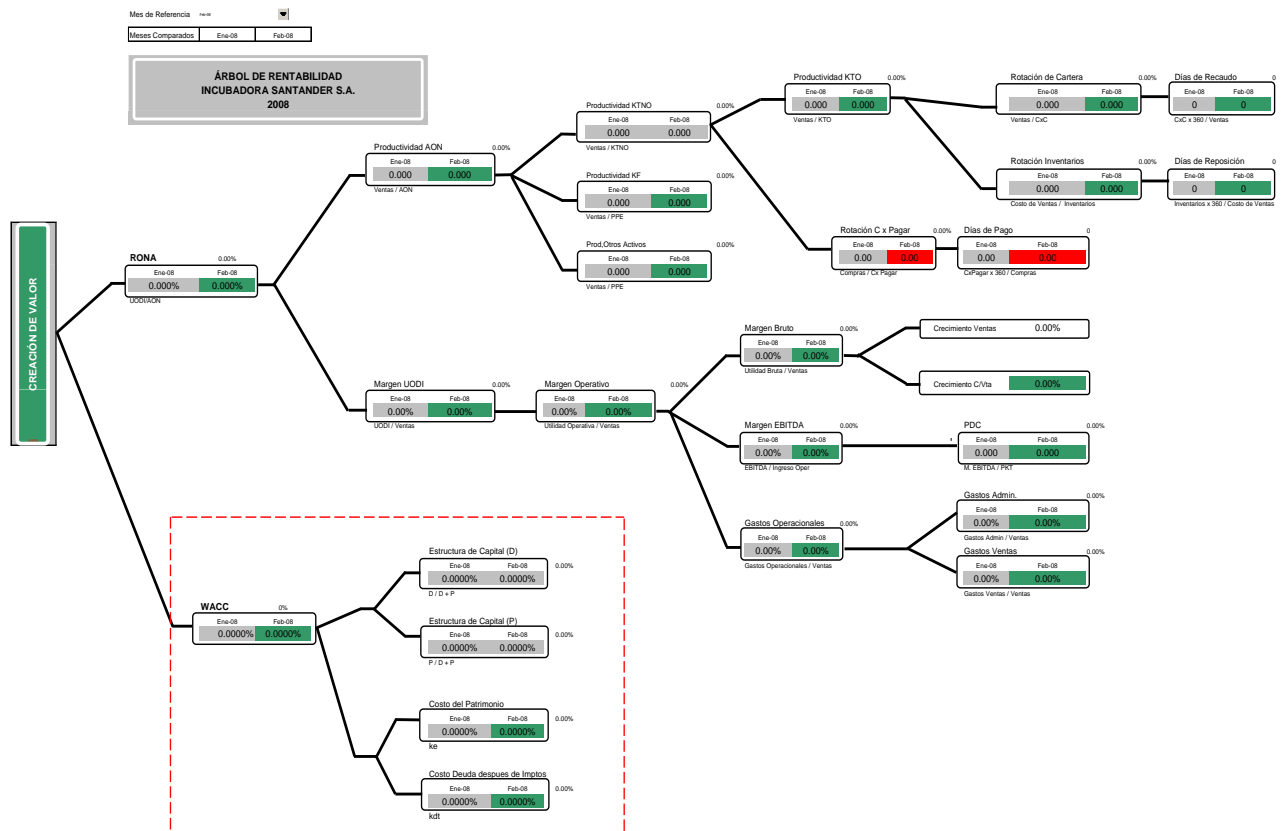 Mes de Referencia Feb-08
Meses Comparados Ene-08 Feb-08
ÁRBOL DE RENTABILIDAD
INCUBADORA SANTANDER S.A.
2008
CREACIÓN DE VALOR
RONA 0.00%
Ene-08 Feb-08
0.000% 0.000%
UODI/AON
Productividad AON 0.00%
Ene-08 Feb-08
0.000 0.000
Ventas / AON
Productividad KTNO 0.00%
Ene-08 Feb-08
0.000 0.000
Ventas / KTNO
Productividad KF 0.00%
Ene-08 Feb-08
0.000 0.000
Ventas / PPE
Prod,Otros Activos 0.00%
Ene-08 Feb-08
0.000 0.000
Ventas / PPE
Productividad KTO 0.00%
Ene-08 Feb-08
0.000 0.000
Ventas / KTO
Rotación de Cartera 0.00%
Ene-08 Feb-08
0.000 0.000
Ventas / CxC
Días de Recaudo 0
Ene-08 Feb-08
0 0
CxC x 360 / Ventas
Rotación Inventarios 0.00%
Ene-08 Feb-08
0.000 0.000
Costo de Ventas / Inventarios
Días de Reposición 0
Ene-08 Feb-08
0 0
Inventarios x 360 / Costo de Ventas
Rotación C x Pagar 0.00%
Ene-08 Feb-08
0.00 0.00
Compras / Cx Pagar
Días de Pago 0
Ene-08 Feb-08
0.00 0.00
CxPagar x 360 / Compras
Margen UODI 0.00%
Ene-08 Feb-08
0.00% 0.00%
UODI / Ventas
Margen Operativo 0.00%
Ene-08 Feb-08
0.00% 0.00%
Utilidad Operativa / Ventas
Margen Bruto 0.00%
Ene-08 Feb-08
0.00% 0.00%
Utilidad Bruta / Ventas
Crecimiento Ventas 0.00%
Crecimiento C/Vta 0.00%
Margen EBITDA 0.00%
Ene-08 Feb-08
0.00% 0.00%
EBITDA / Ingreso Oper
PDC 0.00%
Ene-08 Feb-08
0.000 0.000
M. EBITDA / PKT
Gastos Operacionales 0.00%
Ene-08 Feb-08
0.00% 0.00%
Gastos Operacionales / Ventas
Gastos Admin. 0.00%
Ene-08 Feb-08
0.00% 0.00%
Gastos Admin / Ventas
Gastos Ventas 0.00%
Ene-08 Feb-08
0.00% 0.00%
Gastos Ventas / Ventas
WACC 0%
Ene-08 Feb-08
0.0000% 0.0000%
Estructura de Capital (D) 0.00%
Ene-08 Feb-08
0.0000% 0.0000%
D / D + P
Estructura de Capital (P) 0.00%
Ene-08 Feb-08
0.0000% 0.0000%
P / D + P
Costo del Patrimonio 0.00%
Ene-08 Feb-08
0.0000% 0.0000%
ke
Costo Deuda despues de Imptos 0.00%
Ene-08 Feb-08
0.0000% 0.0000%
kdt